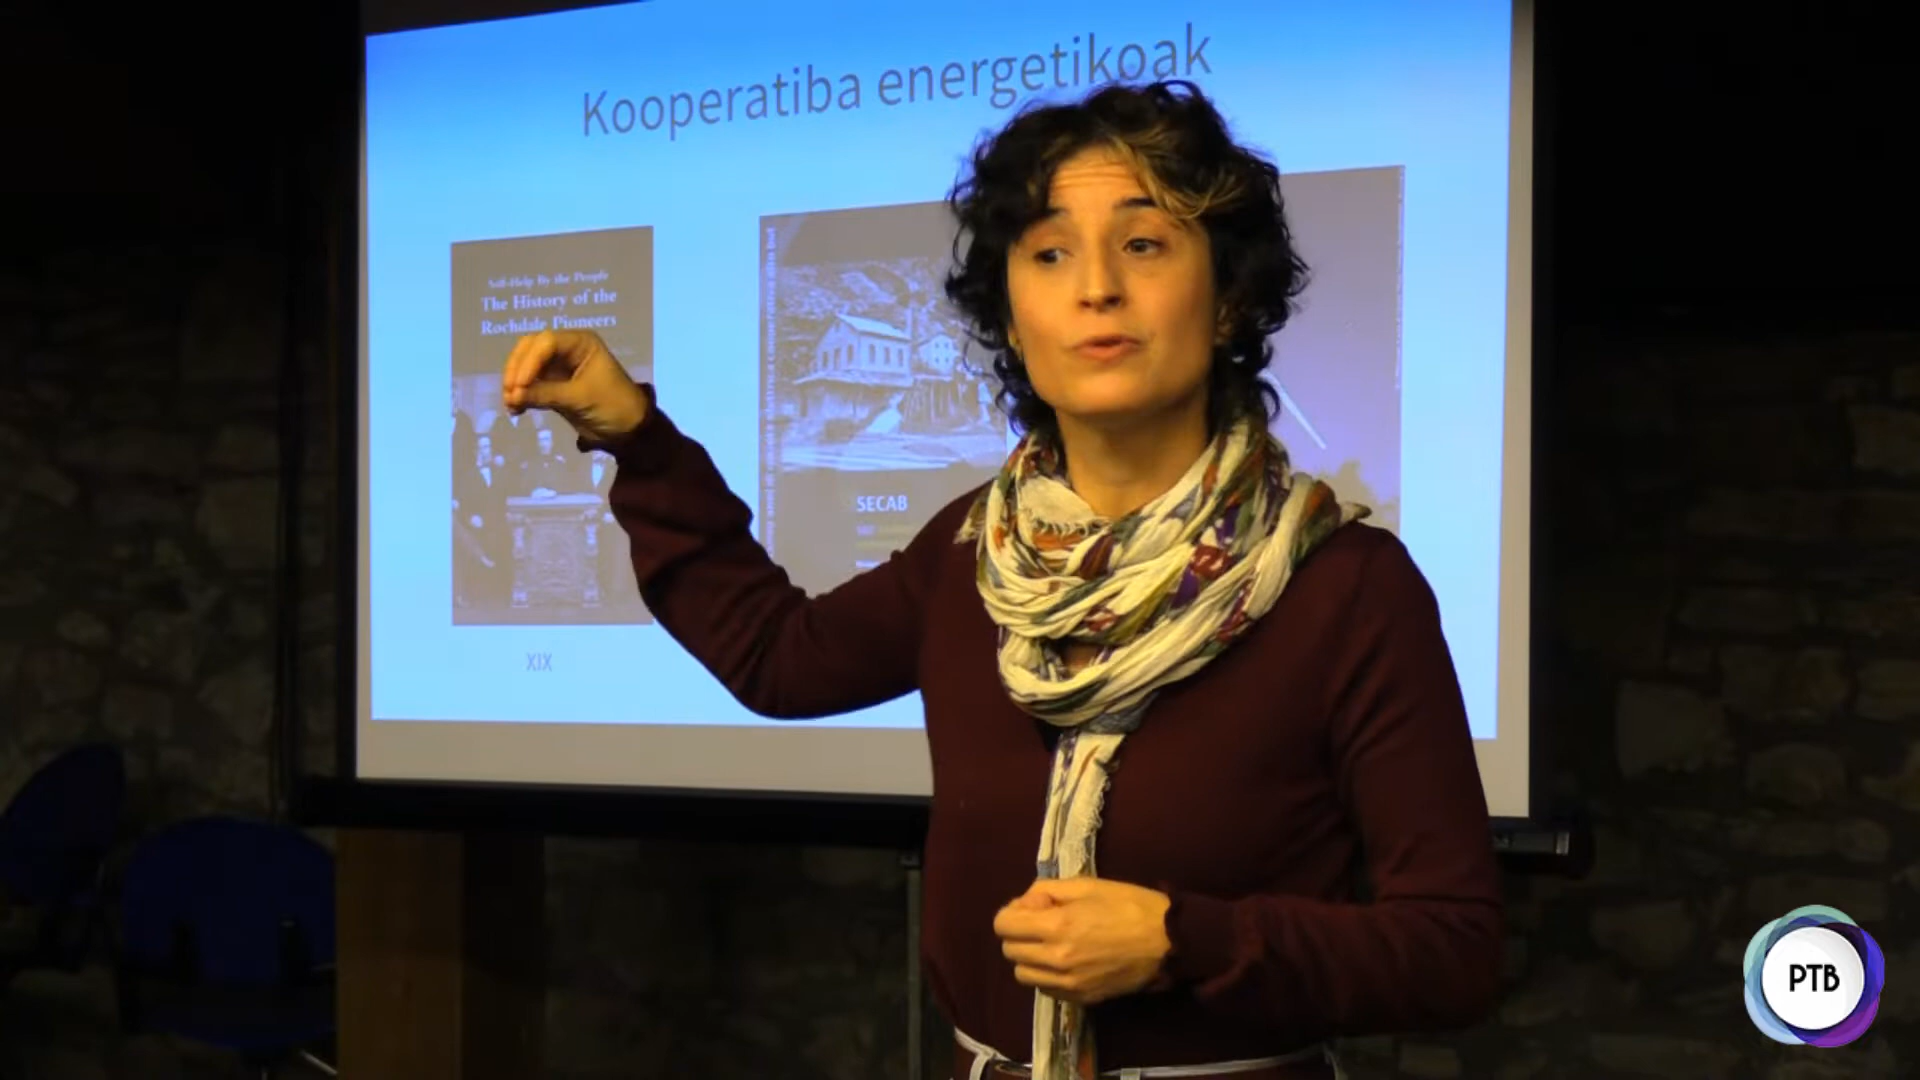 Kooperatiba energetikoak
Self-Help By the People
The History of the
Rochdale Pioneers
SECAB
XIX
PTB